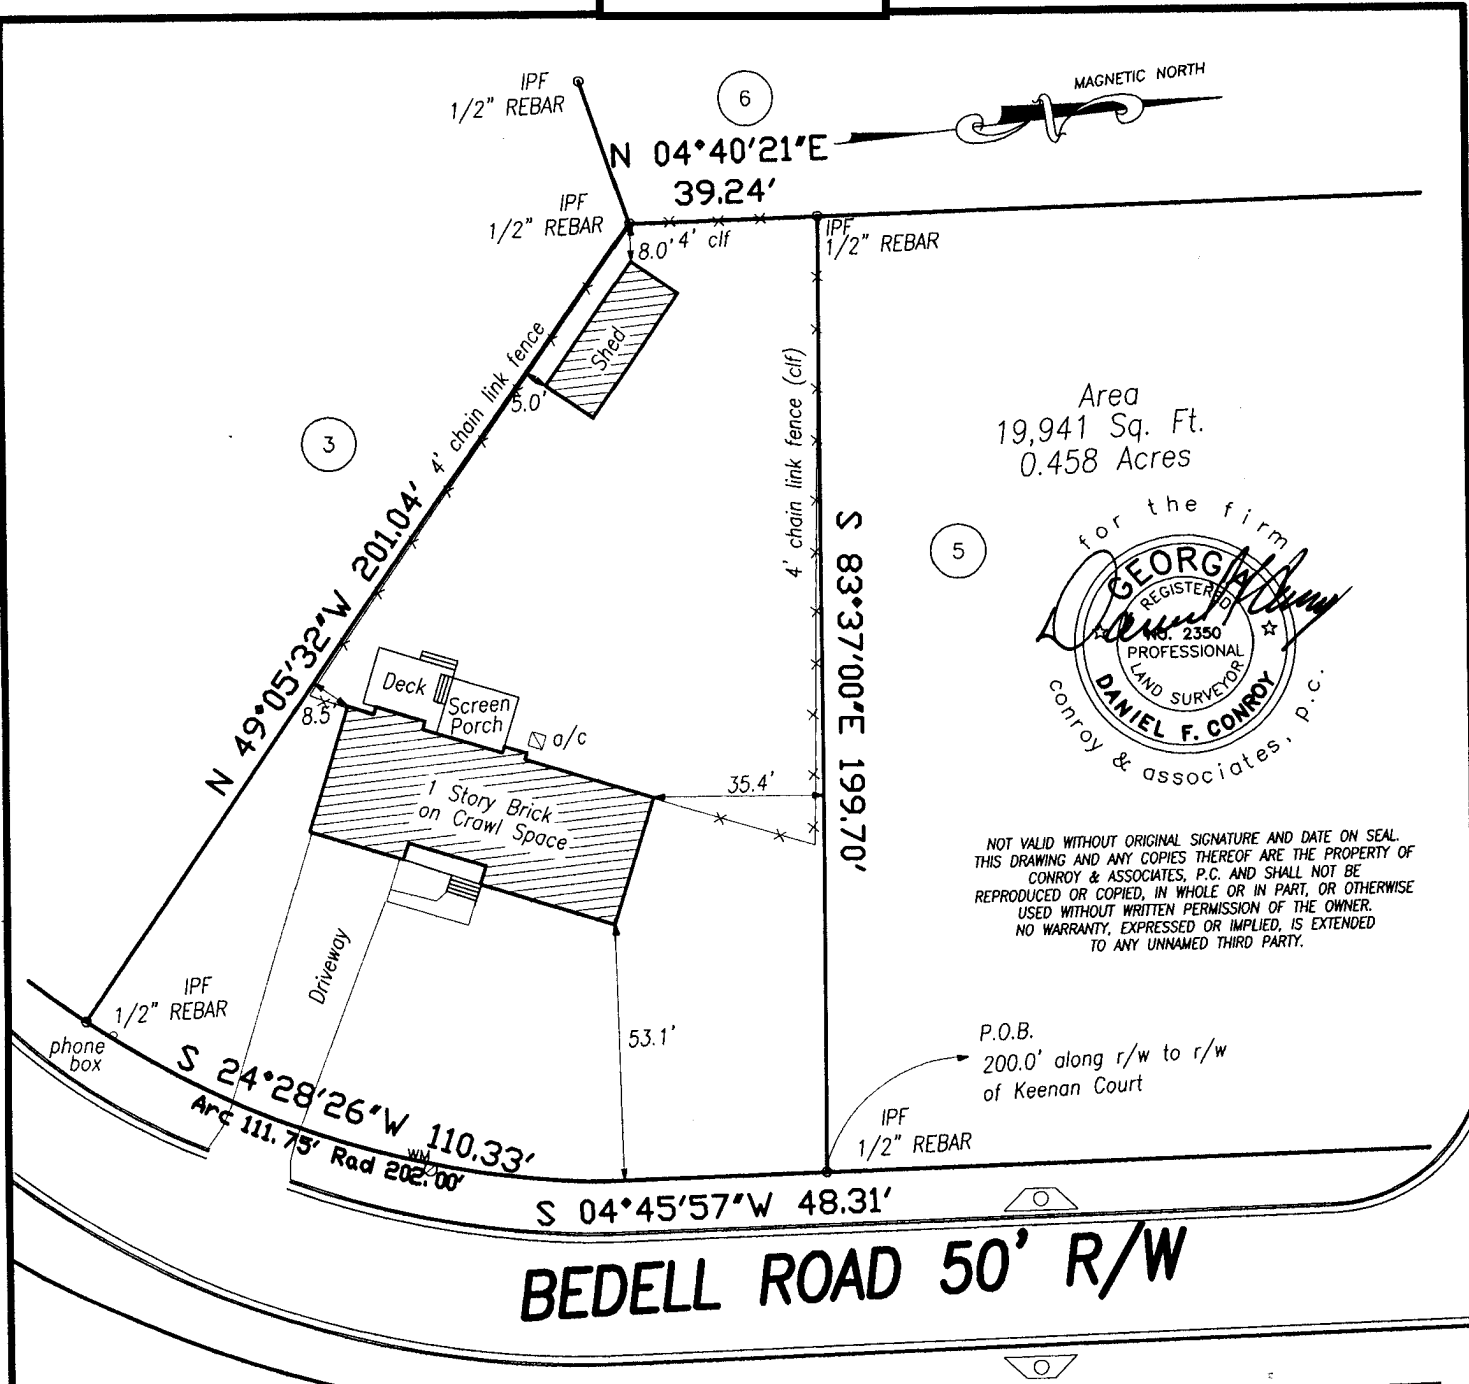 MAGNETIC NORTH
IPF
1/2" REBAR
6
N 04°40'21"E
39.24'
IPF
1/2" REBAR
IPF
1/2" REBAR
8.0'
4' clf
Shed
5.0'
4' chain link fence
3
N 49°05'32"W 201.04'
4' chain link fence (clf)
S 83°37'00"E 199.70'
5
Area
19,941 Sq. Ft.
0.458 Acres
for the firm
GEORGIA
REGISTERED
NO. 2350
PROFESSIONAL
LAND SURVEYOR
DANIEL F. CONROY
conroy & associates, p.c.
8.5'
Deck
Screen
Porch
a/c
1 Story Brick
on Crawl Space
35.4'
NOT VALID WITHOUT ORIGINAL SIGNATURE AND DATE ON SEAL.
THIS DRAWING AND ANY COPIES THEREOF ARE THE PROPERTY OF
CONROY & ASSOCIATES, P.C. AND SHALL NOT BE
REPRODUCED OR COPIED, IN WHOLE OR IN PART, OR OTHERWISE
USED WITHOUT WRITTEN PERMISSION OF THE OWNER.
NO WARRANTY, EXPRESSED OR IMPLIED, IS EXTENDED
TO ANY UNNAMED THIRD PARTY.
Driveway
53.1'
IPF
1/2" REBAR
phone
box
P.O.B.
200.0' along r/w to r/w
of Keenan Court
IPF
1/2" REBAR
S 24°28'26"W 110.33'
Arc 111.75' Rad 202.00'
WM
S 04°45'57"W 48.31'
BEDELL ROAD 50' R/W